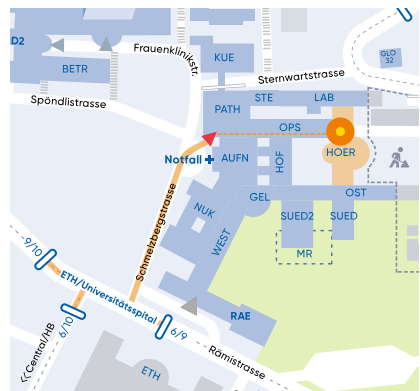 D2
BETR
Frauenklinikstr.
KUE
GLO
32
Sternwartstrasse
Spöndlistrasse
PATH
STE
LAB
OPS
HOER
Notfall
AUFN
HOF
Schmelzbergstrasse
GEL
OST
NUK
SUED2
SUED
WEST
MR
9/10
ETH/Universitätsspital
RAE
6/10
6/9
<<Central/HB
Rämistrasse
ETH